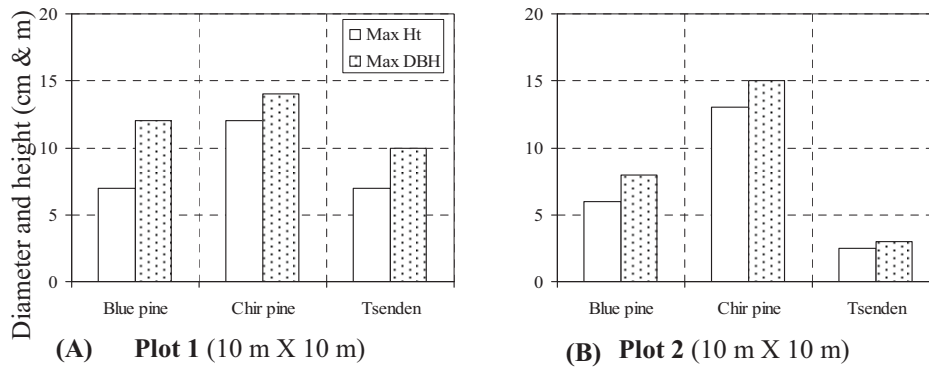 Diameter and height (cm & m)
20
15
10
5
0
Max Ht
Max DBH
Blue pine
Chir pine
Tsenden
(A) Plot 1 (10 m X 10 m)
20
15
10
5
0
Blue pine
Chir pine
Tsenden
(B) Plot 2 (10 m X 10 m)